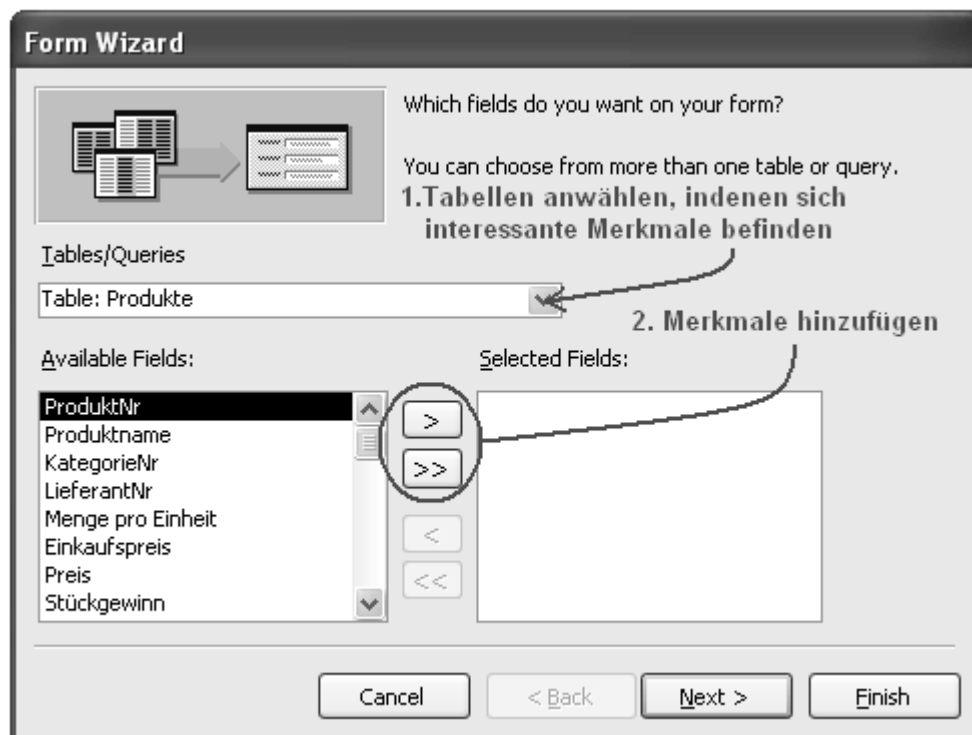 Form Wizard
Which fields do you want on your form?
You can choose from more than one table or query.
1.Tabellen anwählen, indenen sich
interessante Merkmale befinden
Tables/Queries
Table: Produkte
2. Merkmale hinzufügen
Available Fields:
Selected Fields:
ProduktNr
Produktname
KategorieNr
LieferantNr
Menge pro Einheit
Einkaufspreis
Preis
Stückgewinn
>
>>
<
<<
Cancel
< Back
Next >
Finish